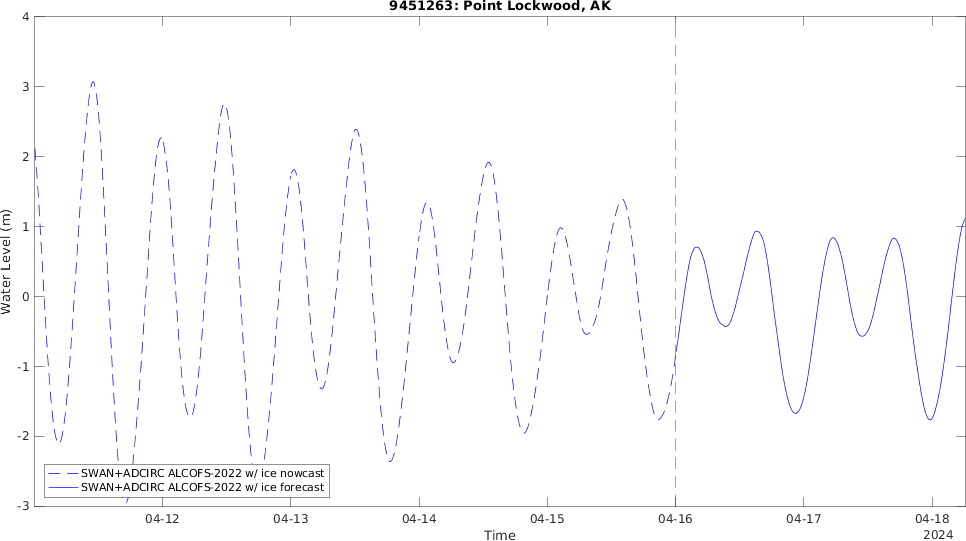 9451263: Point Lockwood, AK
4
3
2
1
0
-1
-2
-3
Water Level (m)
SWAN+ADCIRC ALCOFS-2022 w/ ice nowcast
SWAN+ADCIRC ALCOFS-2022 w/ ice forecast
04-12 04-13 04-14 04-15 04-16 04-17 04-18
Time
2024